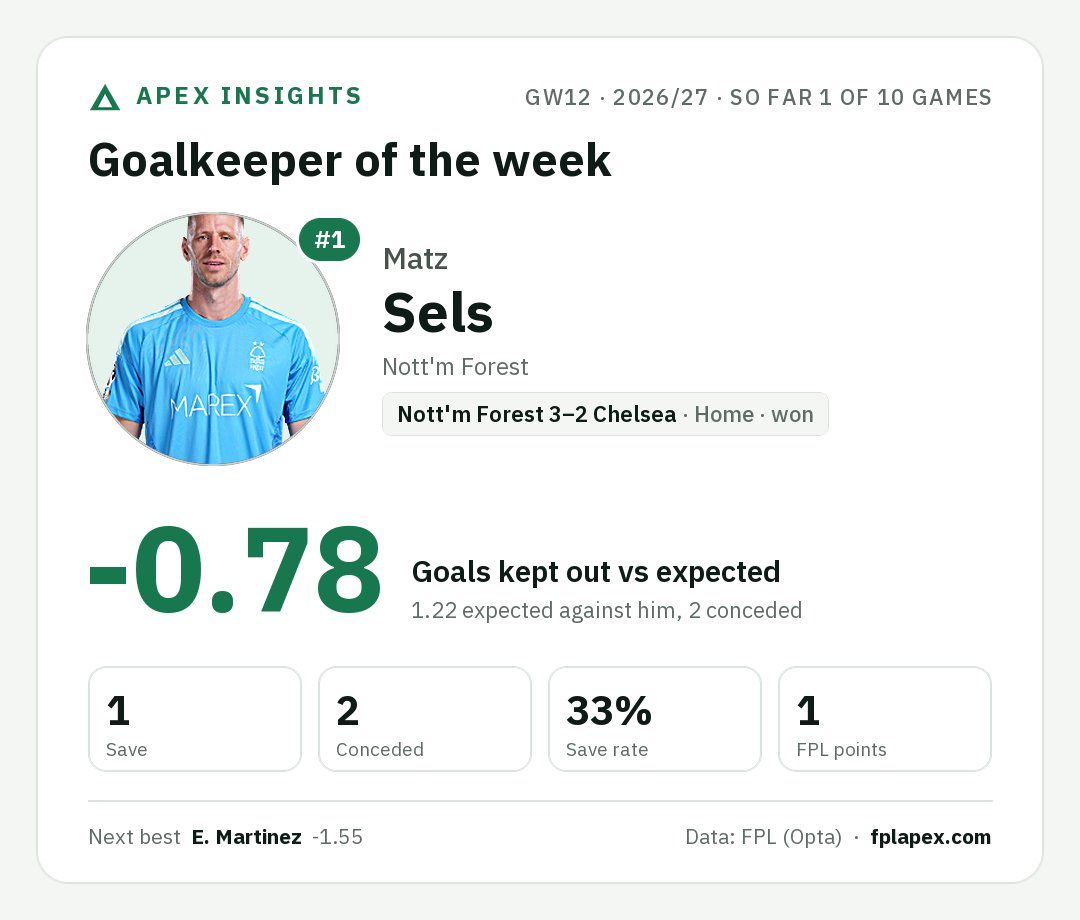 APEX INSIGHTS
GW12 · 2026/27 · SO FAR 1 OF 10 GAMES
Goalkeeper of the week
#1
MAREX
Matz
Sels
Nott'm Forest
Nott'm Forest 3–2 Chelsea · Home · won
-0.78
Goals kept out vs expected
1.22 expected against him, 2 conceded
1
Save
2
Conceded
33%
Save rate
1
FPL points
Next best E. Martinez -1.55
Data: FPL (Opta) · fplapex.com